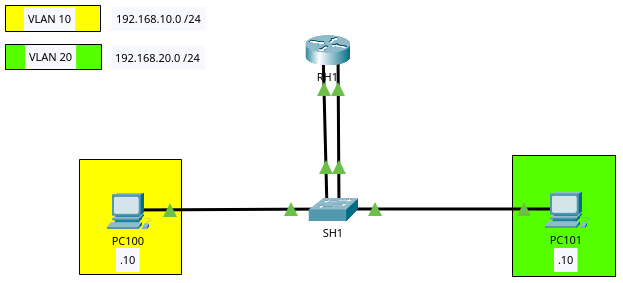 VLAN 10
192.168.10.0 /24
VLAN 20
192.168.20.0 /24
RH1
PC100
.10
SH1
PC101
.10